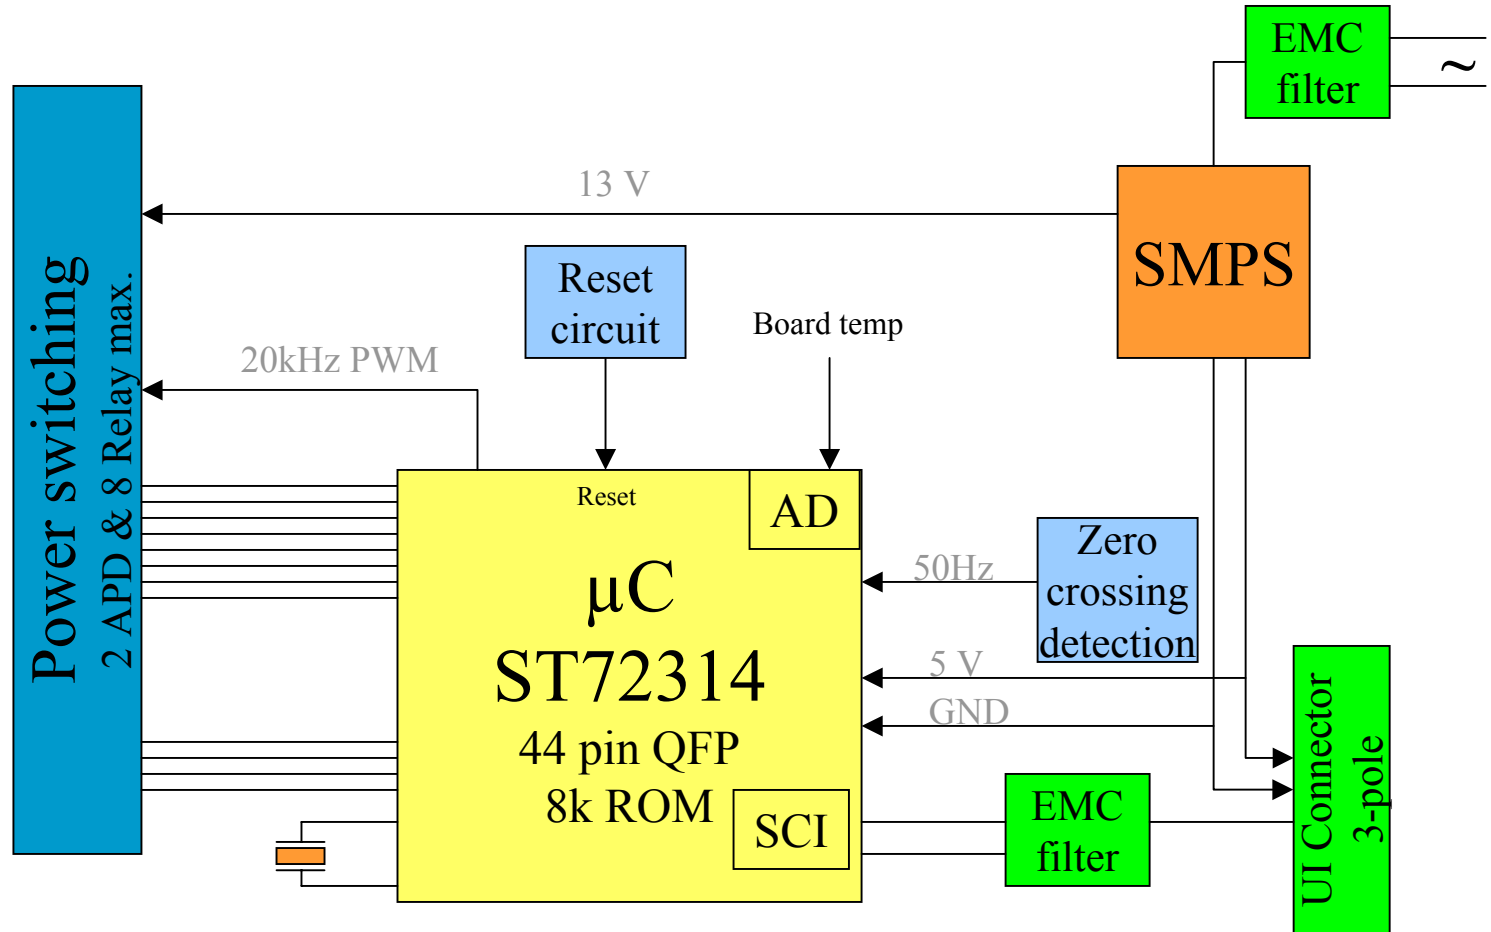 EMC
filter
~
13 V
SMPS
Power switching
2 APD & 8 Relay max.
Reset
circuit
Board temp
20kHz PWM
Reset
AD
µC
ST72314
44 pin QFP
8k ROM
SCI
50Hz
Zero
crossing
detection
5 V
GND
EMC
filter
UI Connector
3-pole